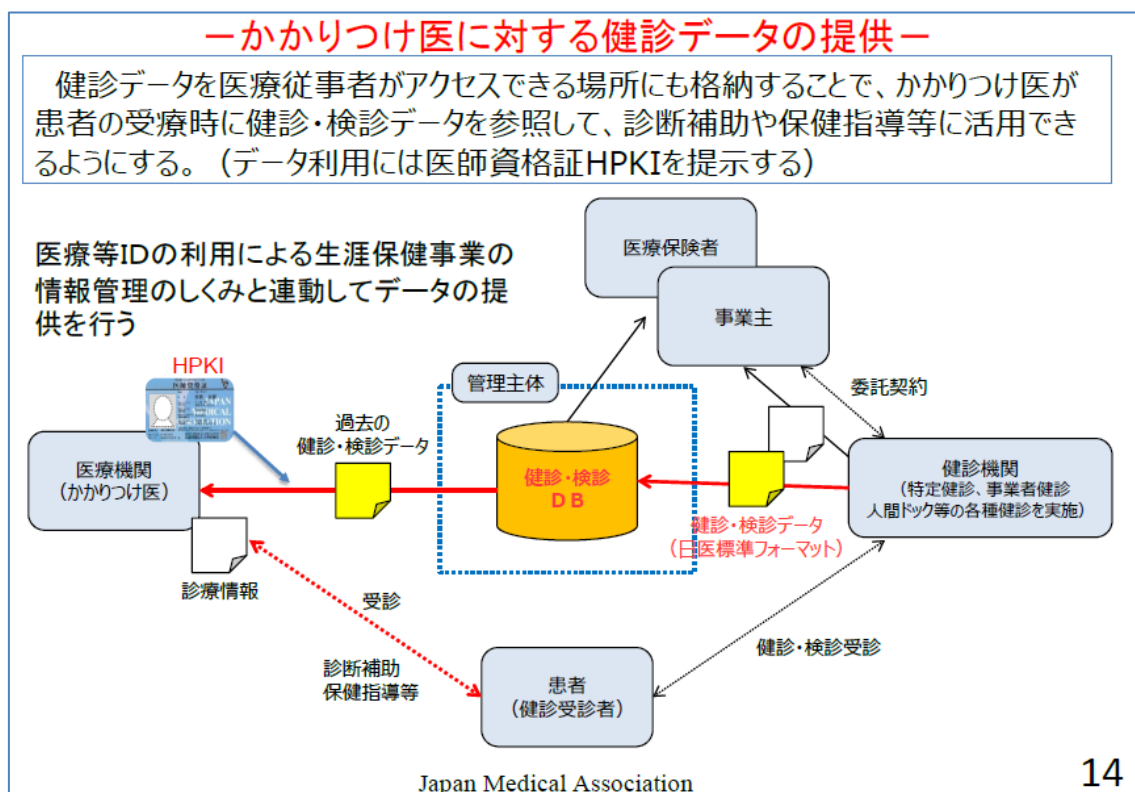 －かかりつけ医に対する健診データの提供－
健診データを医療従事者がアクセスできる場所にも格納することで、かかりつけ医が
患者の受療時に健診・検診データを参照して、診断補助や保健指導等に活用でき
るようにする。（データ利用には医師資格証HPKIを提示する）
医療等IDの利用による生涯保健事業の
情報管理のしくみと連動してデータの提
供を行う
医療保険者
事業主
HPKI
医師資格証
管理主体
委託契約
過去の
健診・検診データ
医療機関
（かかりつけ医）
健診・検診
ＤＢ
健診機関
（特定健診、事業者健診
人間ドック等の各種健診を実施）
健診・検診データ
（日医標準フォーマット）
診療情報
受診
健診・検診受診
診断補助
保健指導等
患者
（健診受診者）
Japan Medical Association
14